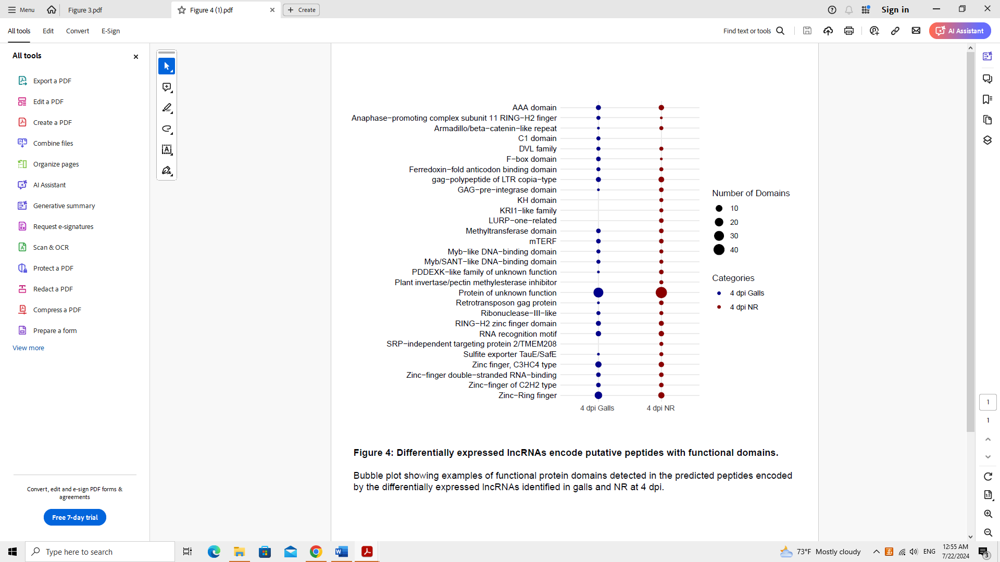 Menu
Figure 3.pdf
Figure 4 (1).pdf
Create
Sign in
All tools
Edit
Convert
E-Sign
Find text or tools
AI Assistant
All tools
Export a PDF
Edit a PDF
Create a PDF
Combine files
Organize pages
AI Assistant
Generative summary
Request e-signatures
Scan & OCR
Protect a PDF
Redact a PDF
Compress a PDF
Prepare a form
View more
Convert, edit and e-sign PDF forms &
agreements
Free 7-day trial
AAA domain
Anaphase−promoting complex subunit 11 RING−H2 finger
Armadillo/beta−catenin−like repeat
C1 domain
DVL family
F−box domain
Ferredoxin−fold anticodon binding domain
gag−polypeptide of LTR copia−type
GAG−pre−integrase domain
KH domain
KRI1−like family
LURP−one−related
Methyltransferase domain
mTERF
Myb−like DNA−binding domain
Myb/SANT−like DNA−binding domain
PDDEXK−like family of unknown function
Plant invertase/pectin methylesterase inhibitor
Protein of unknown function
Retrotransposon gag protein
Ribonuclease−III−like
RING−H2 zinc finger domain
RNA recognition motif
SRP−independent targeting protein 2/TMEM208
Sulfite exporter TauE/SafE
Zinc finger, C3HC4 type
Zinc−finger double−stranded RNA−binding
Zinc−finger of C2H2 type
Zinc−Ring finger
4 dpi Galls
4 dpi NR
Number of Domains
10
20
30
40
Categories
4 dpi Galls
4 dpi NR
Figure 4: Differentially expressed lncRNAs encode putative peptides with functional domains.
Bubble plot showing examples of functional protein domains detected in the predicted peptides encoded
by the differentially expressed lncRNAs identified in galls and NR at 4 dpi.
1
1
Type here to search
73°F Mostly cloudy
ENG
12:55 AM
7/22/2024
3